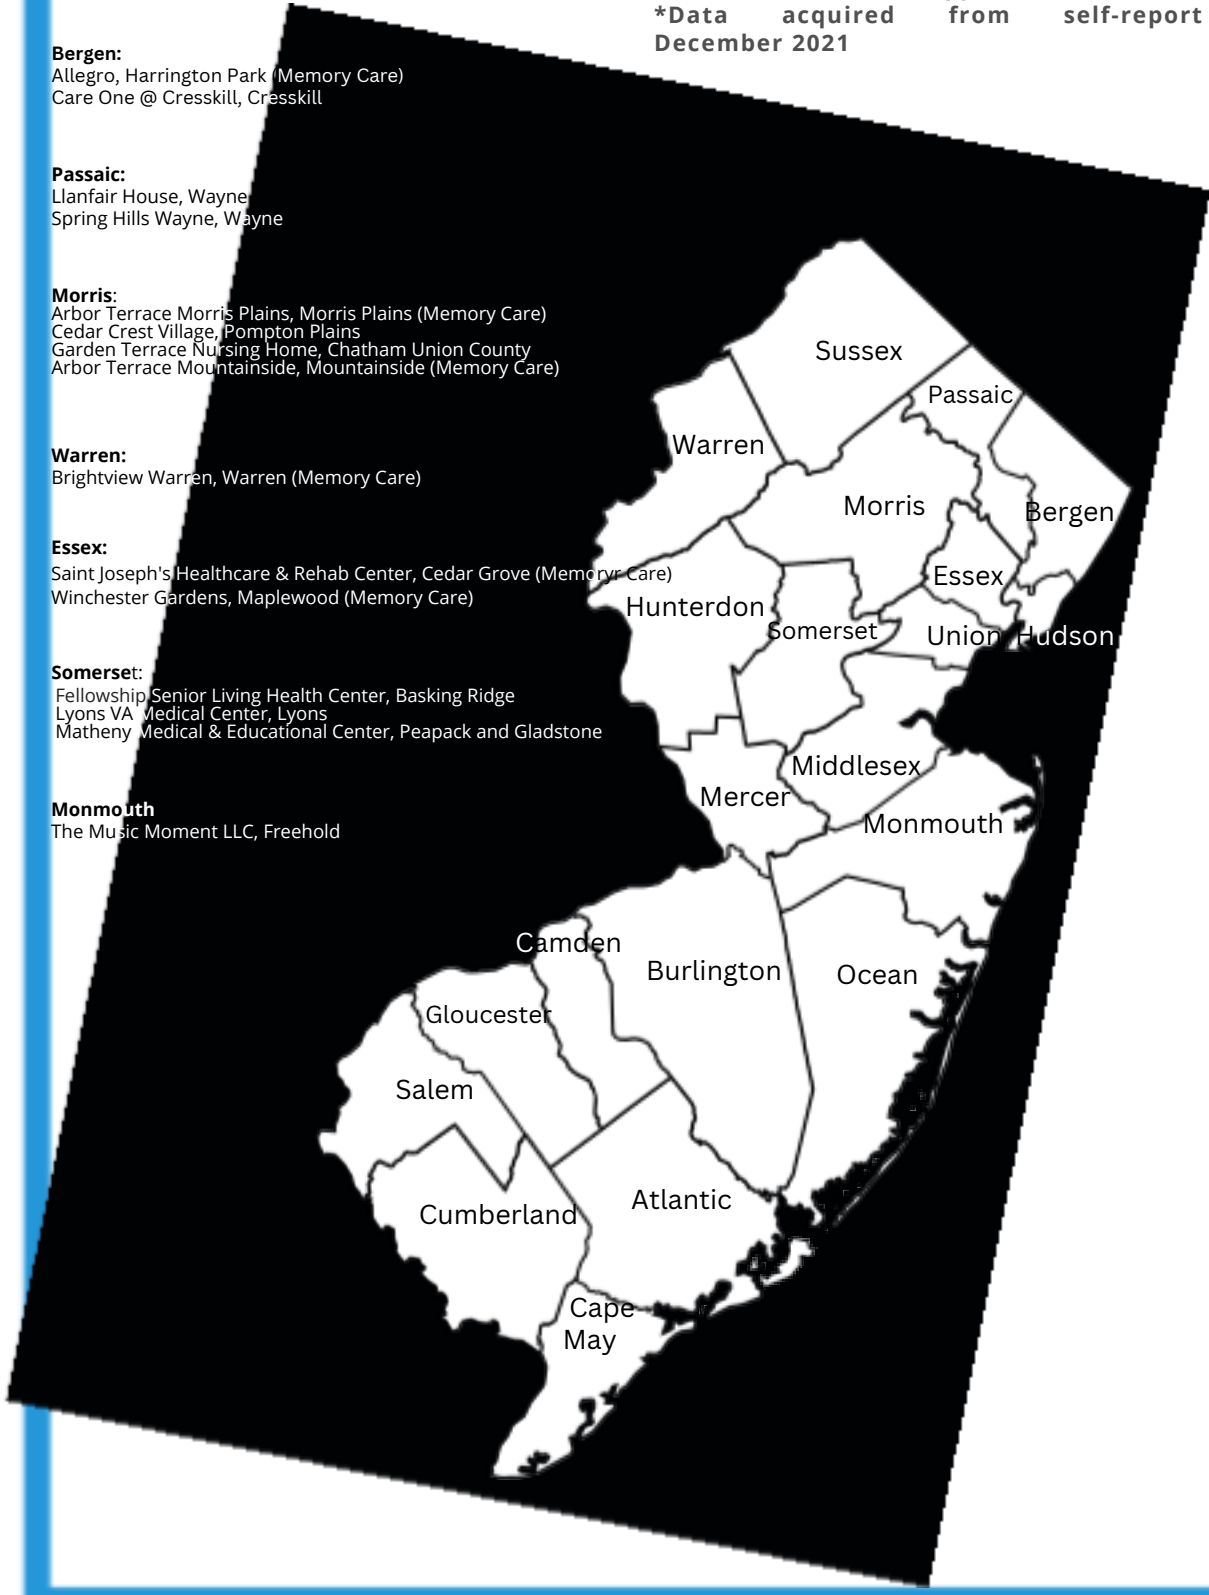 *Data acquired from self-report
December 2021
Bergen:
Allegro, Harrington Park (Memory Care)
Care One @ Cresskill, Cresskill
Passaic:
Llanfair House, Wayne
Spring Hills Wayne, Wayne
Morris:
Arbor Terrace Morris Plains, Morris Plains (Memory Care)
Cedar Crest Village, Pompton Plains
Garden Terrace Nursing Home, Chatham Union County
Arbor Terrace Mountainside, Mountainside (Memory Care)
Warren:
Brightview Warren, Warren (Memory Care)
Essex:
Saint Joseph's Healthcare & Rehab Center, Cedar Grove (Memoryr Care)
Winchester Gardens, Maplewood (Memory Care)
Somerset:
Fellowship Senior Living Health Center, Basking Ridge
Lyons VA Medical Center, Lyons
Matheny Medical & Educational Center, Peapack and Gladstone
Monmouth
The Music Moment LLC, Freehold
Sussex
Passaic
Warren
Morris
Bergen
Essex
Hunterdon
Somerset
Union
Hudson
Middlesex
Mercer
Monmouth
Camden
Burlington
Ocean
Gloucester
Salem
Atlantic
Cumberland
Cape
May